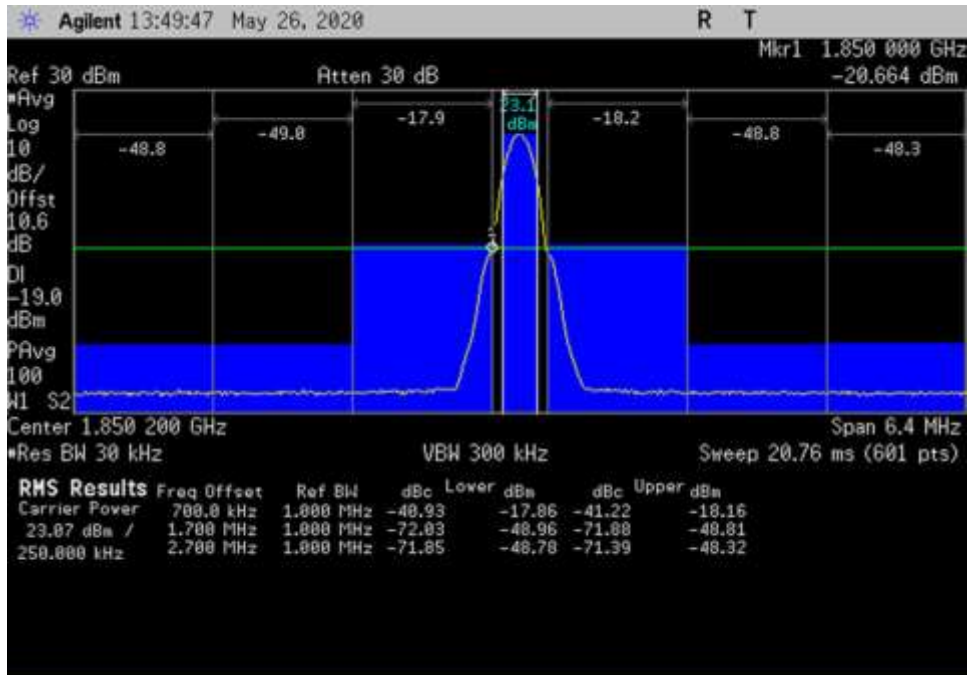 Agilent 13:49:47 May 26, 2020 R T
Mkr1 1.850 000 GHz
Ref 30 dBm Atten 30 dB -20.664 dBm
#Avg
Log
10
dB/
Offst
10.6
dB
DI
-19.0
dBm
PAvg
100
W1 S2
-48.8 -49.0 -17.9 23.1 dBm -18.2 -48.8 -48.3
1
Center 1.850 200 GHz Span 6.4 MHz
#Res BW 30 kHz VBW 300 kHz Sweep 20.76 ms (601 pts)
RMS Results Freq Offset Ref BW dBc Lower dBm dBc Upper dBm
Carrier Power 700.0 kHz 1.000 MHz -40.93 -17.86 -41.22 -18.16
23.07 dBm / 1.700 MHz 1.000 MHz -72.03 -48.96 -71.88 -48.81
250.000 kHz 2.700 MHz 1.000 MHz -71.85 -48.78 -71.39 -48.32